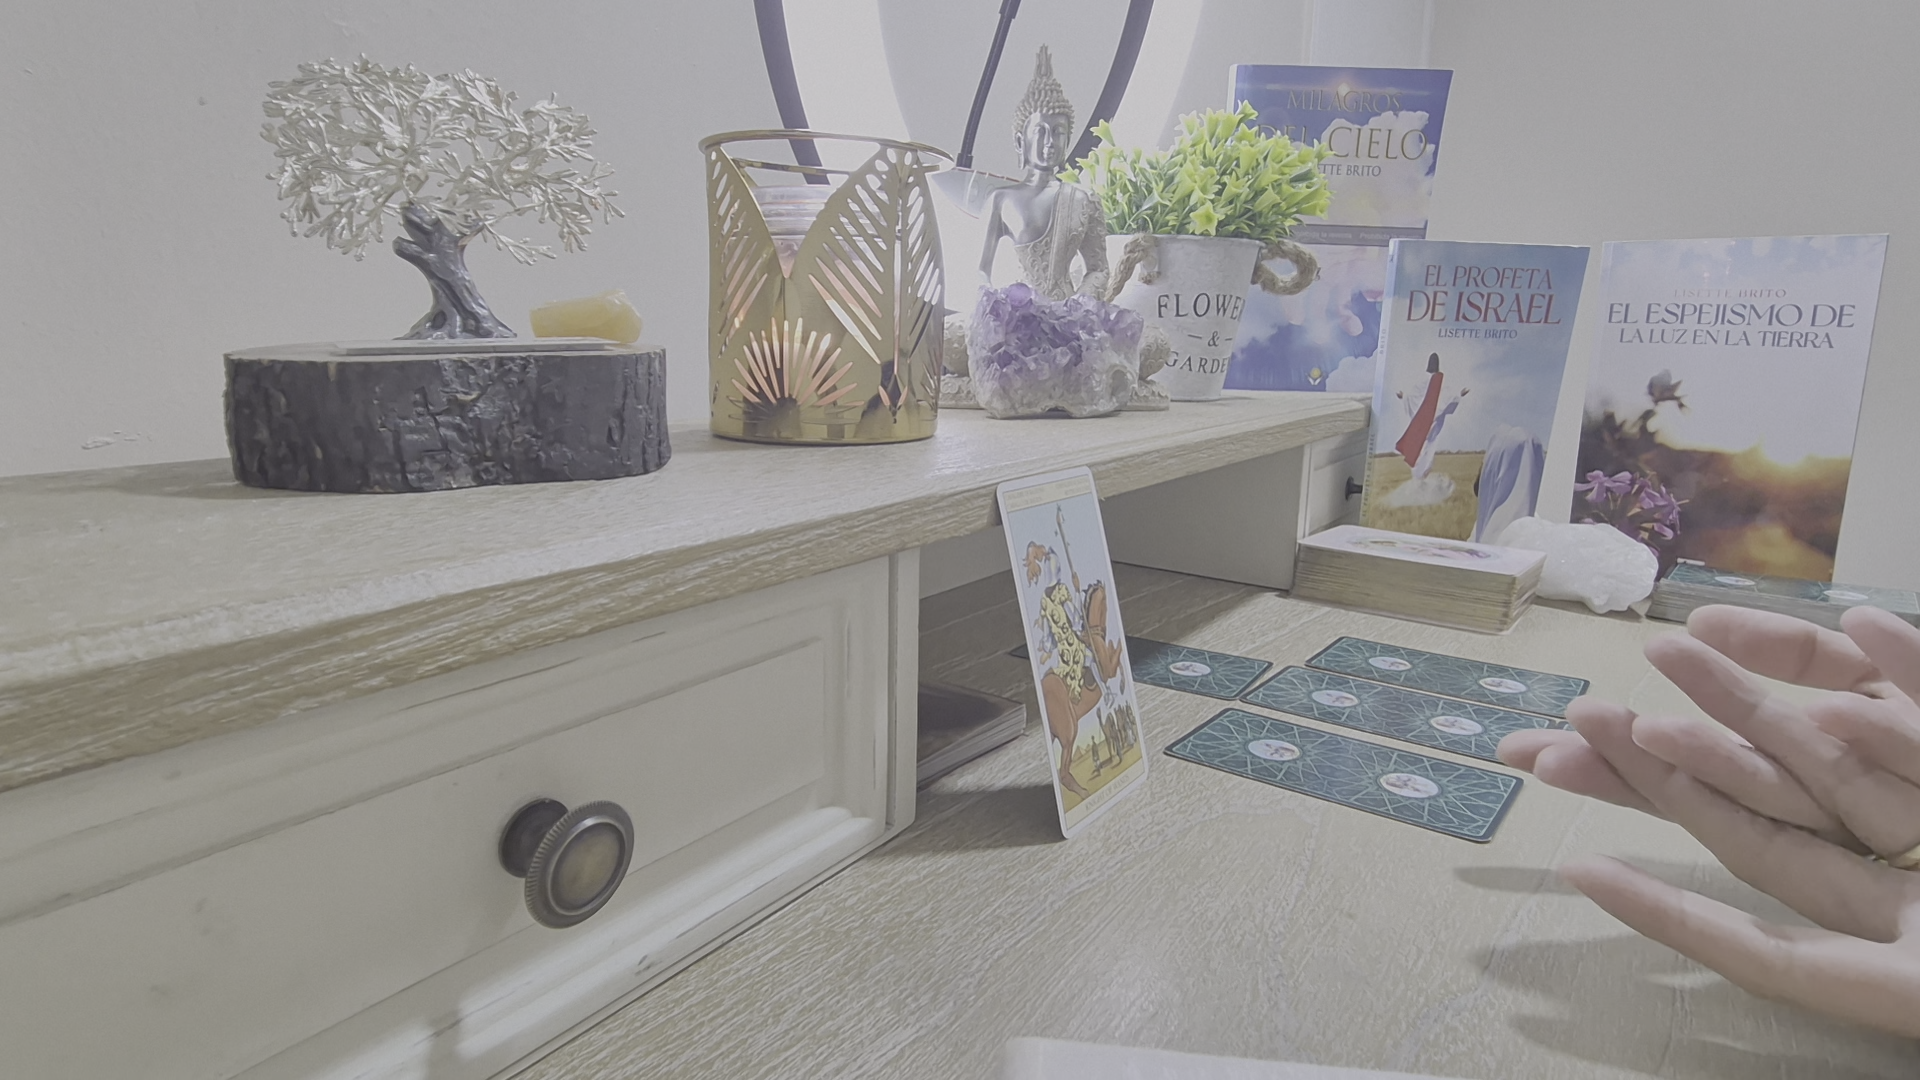 MILAGROS
DEL CIELO
LISETTE BRITO
FLOWER
&
GARDEN
EL PROFETA
DE ISRAEL
LISETTE BRITO
LISETTE BRITO
EL ESPEJISMO DE
LA LUZ EN LA TIERRA